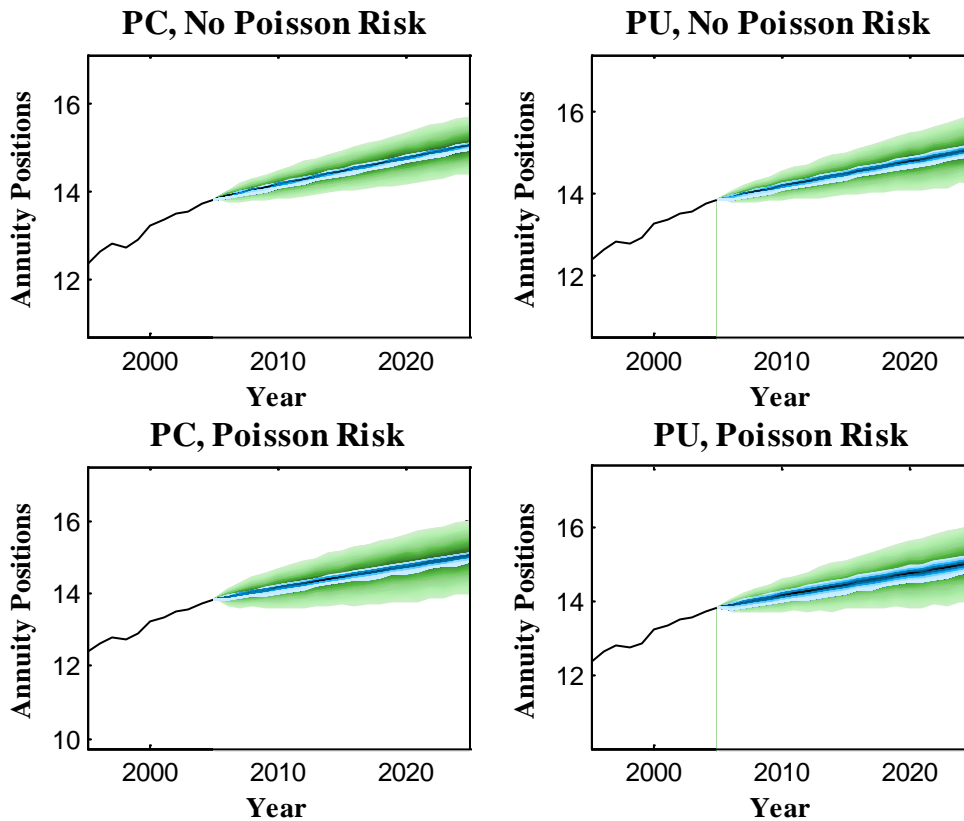 PC, No Poisson Risk
Annuity Positions
16
14
12
2000 2010 2020
Year
PU, No Poisson Risk
Annuity Positions
16
14
12
2000 2010 2020
Year
PC, Poisson Risk
Annuity Positions
16
14
12
10
2000 2010 2020
Year
PU, Poisson Risk
Annuity Positions
16
14
12
2000 2010 2020
Year